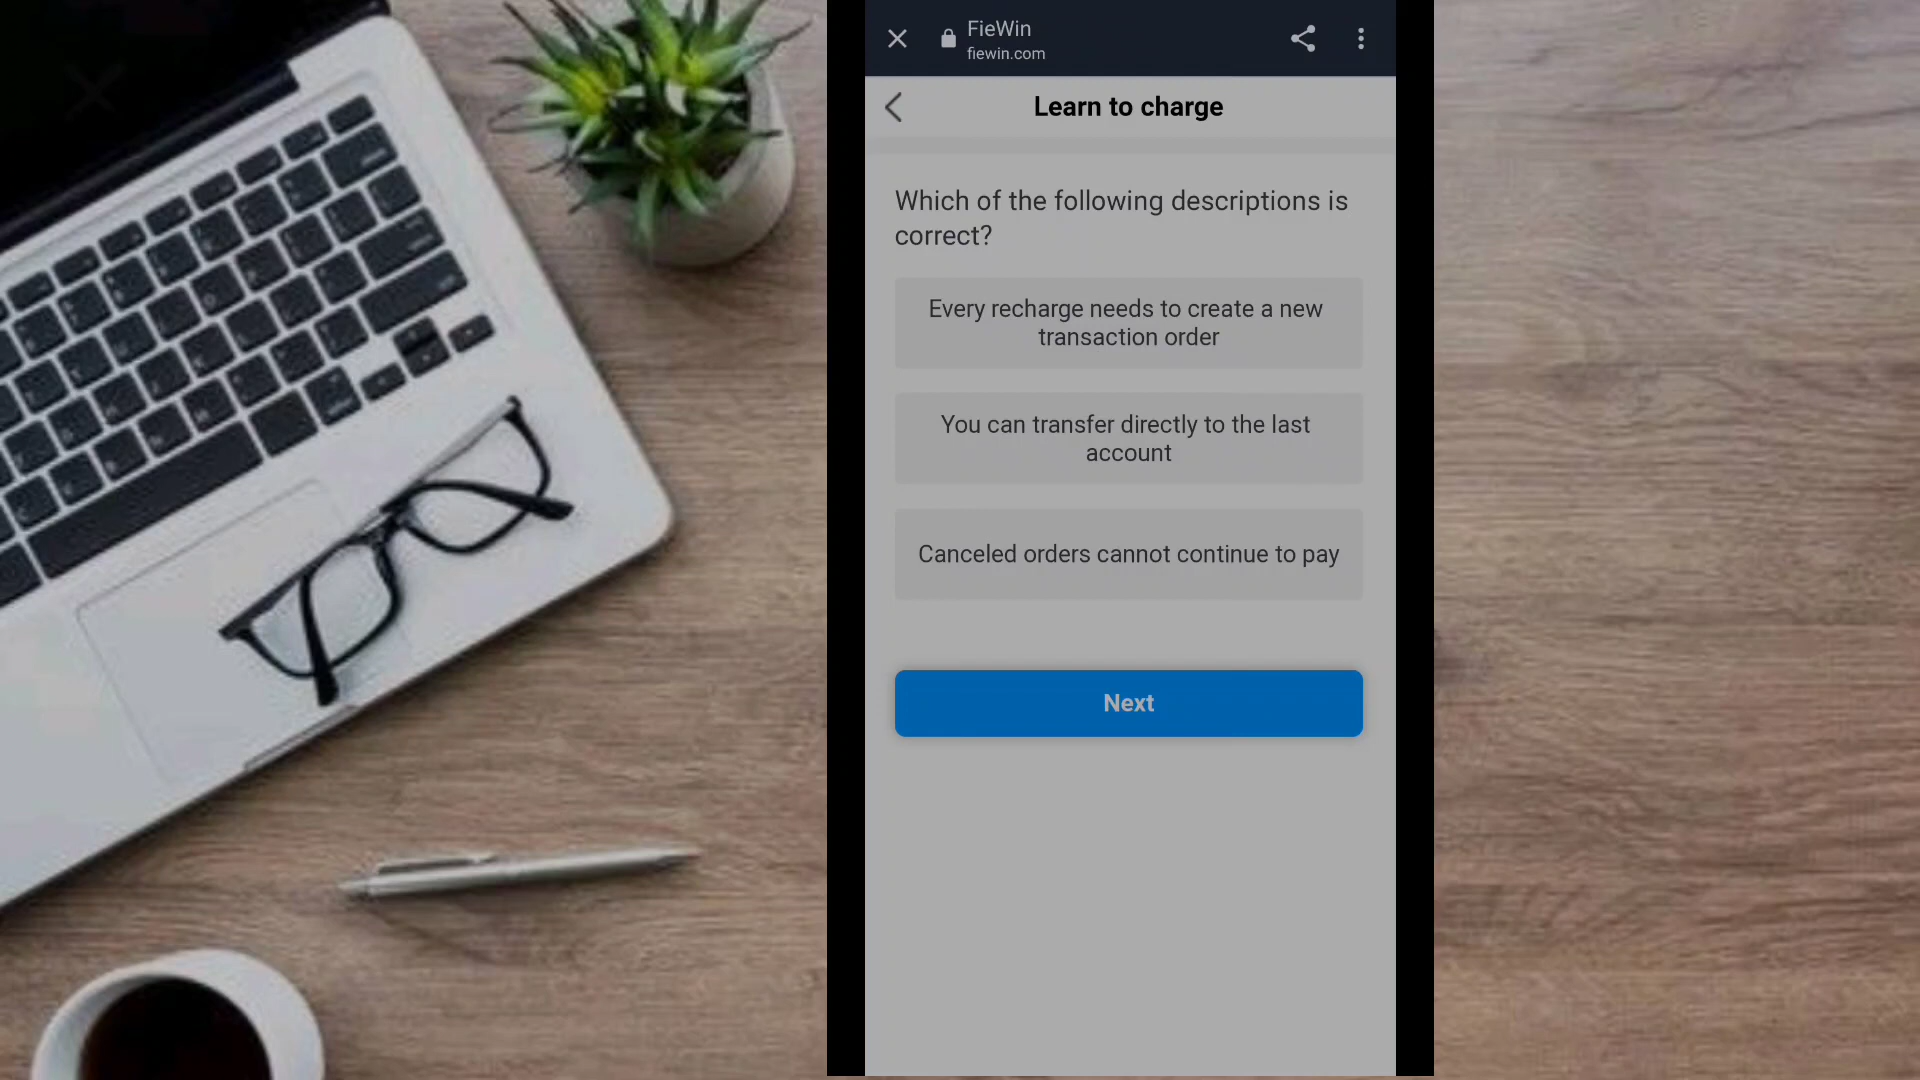 FieWin
fiewin.com
Learn to charge
Which of the following descriptions is
correct?
Every recharge needs to create a new
transaction order
You can transfer directly to the last
account
Canceled orders cannot continue to pay
Next